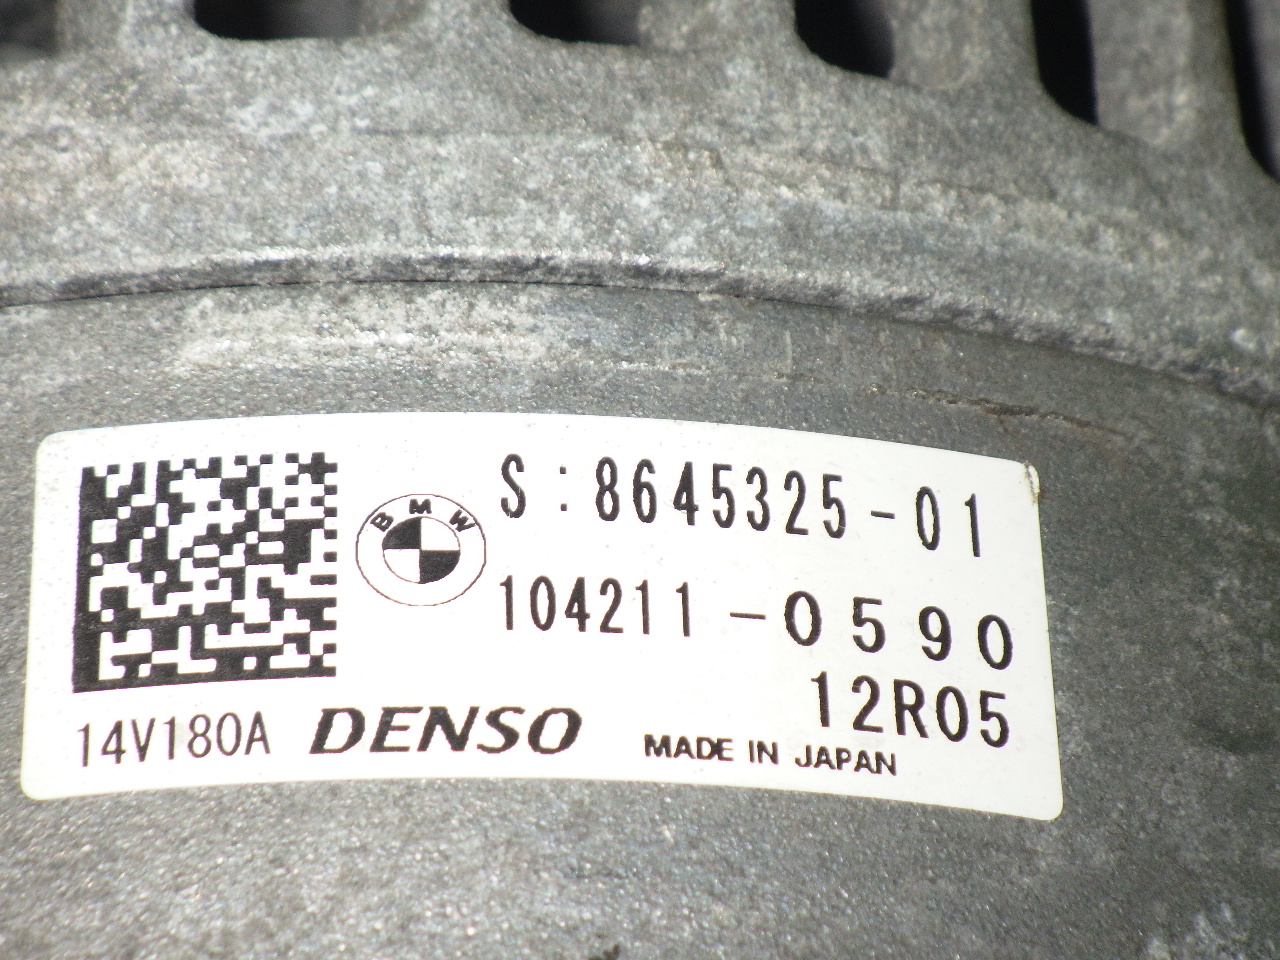 S:8645325-01
BMW
104211-0590
12R05
14V180A DENSO MADE IN JAPAN